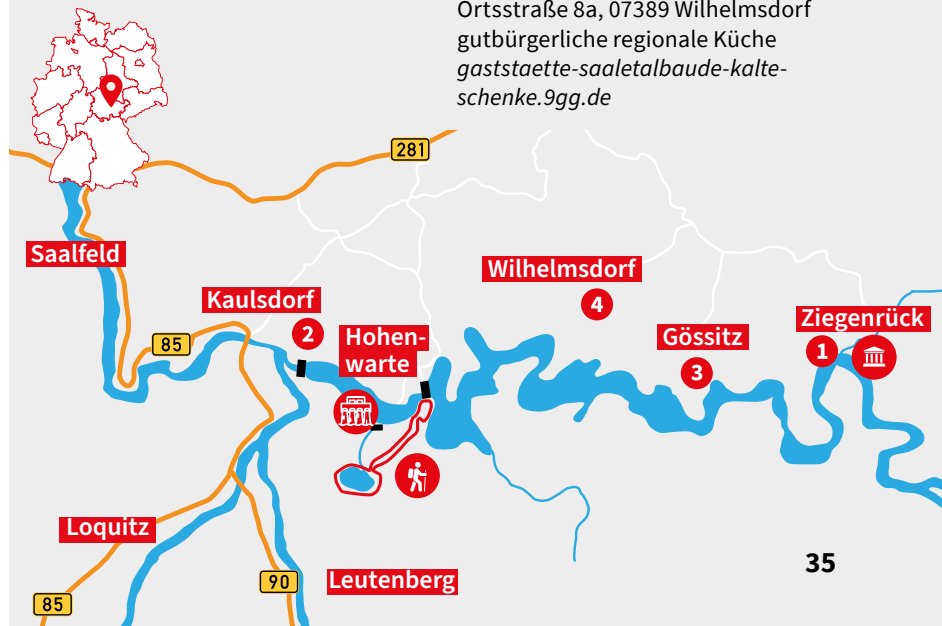 Ortsstraße 8a, 07389 Wilhelmsdorf
gutbürgerliche regionale Küche
gaststaette-saaletalbaude-kalte-
schenke.9gg.de
281
Saalfeld
Wilhelmsdorf
4
Kaulsdorf
2
85
Hohen-
warte
Gössitz
3
Ziegenrück
1
Loquitz
85
90
Leutenberg
35